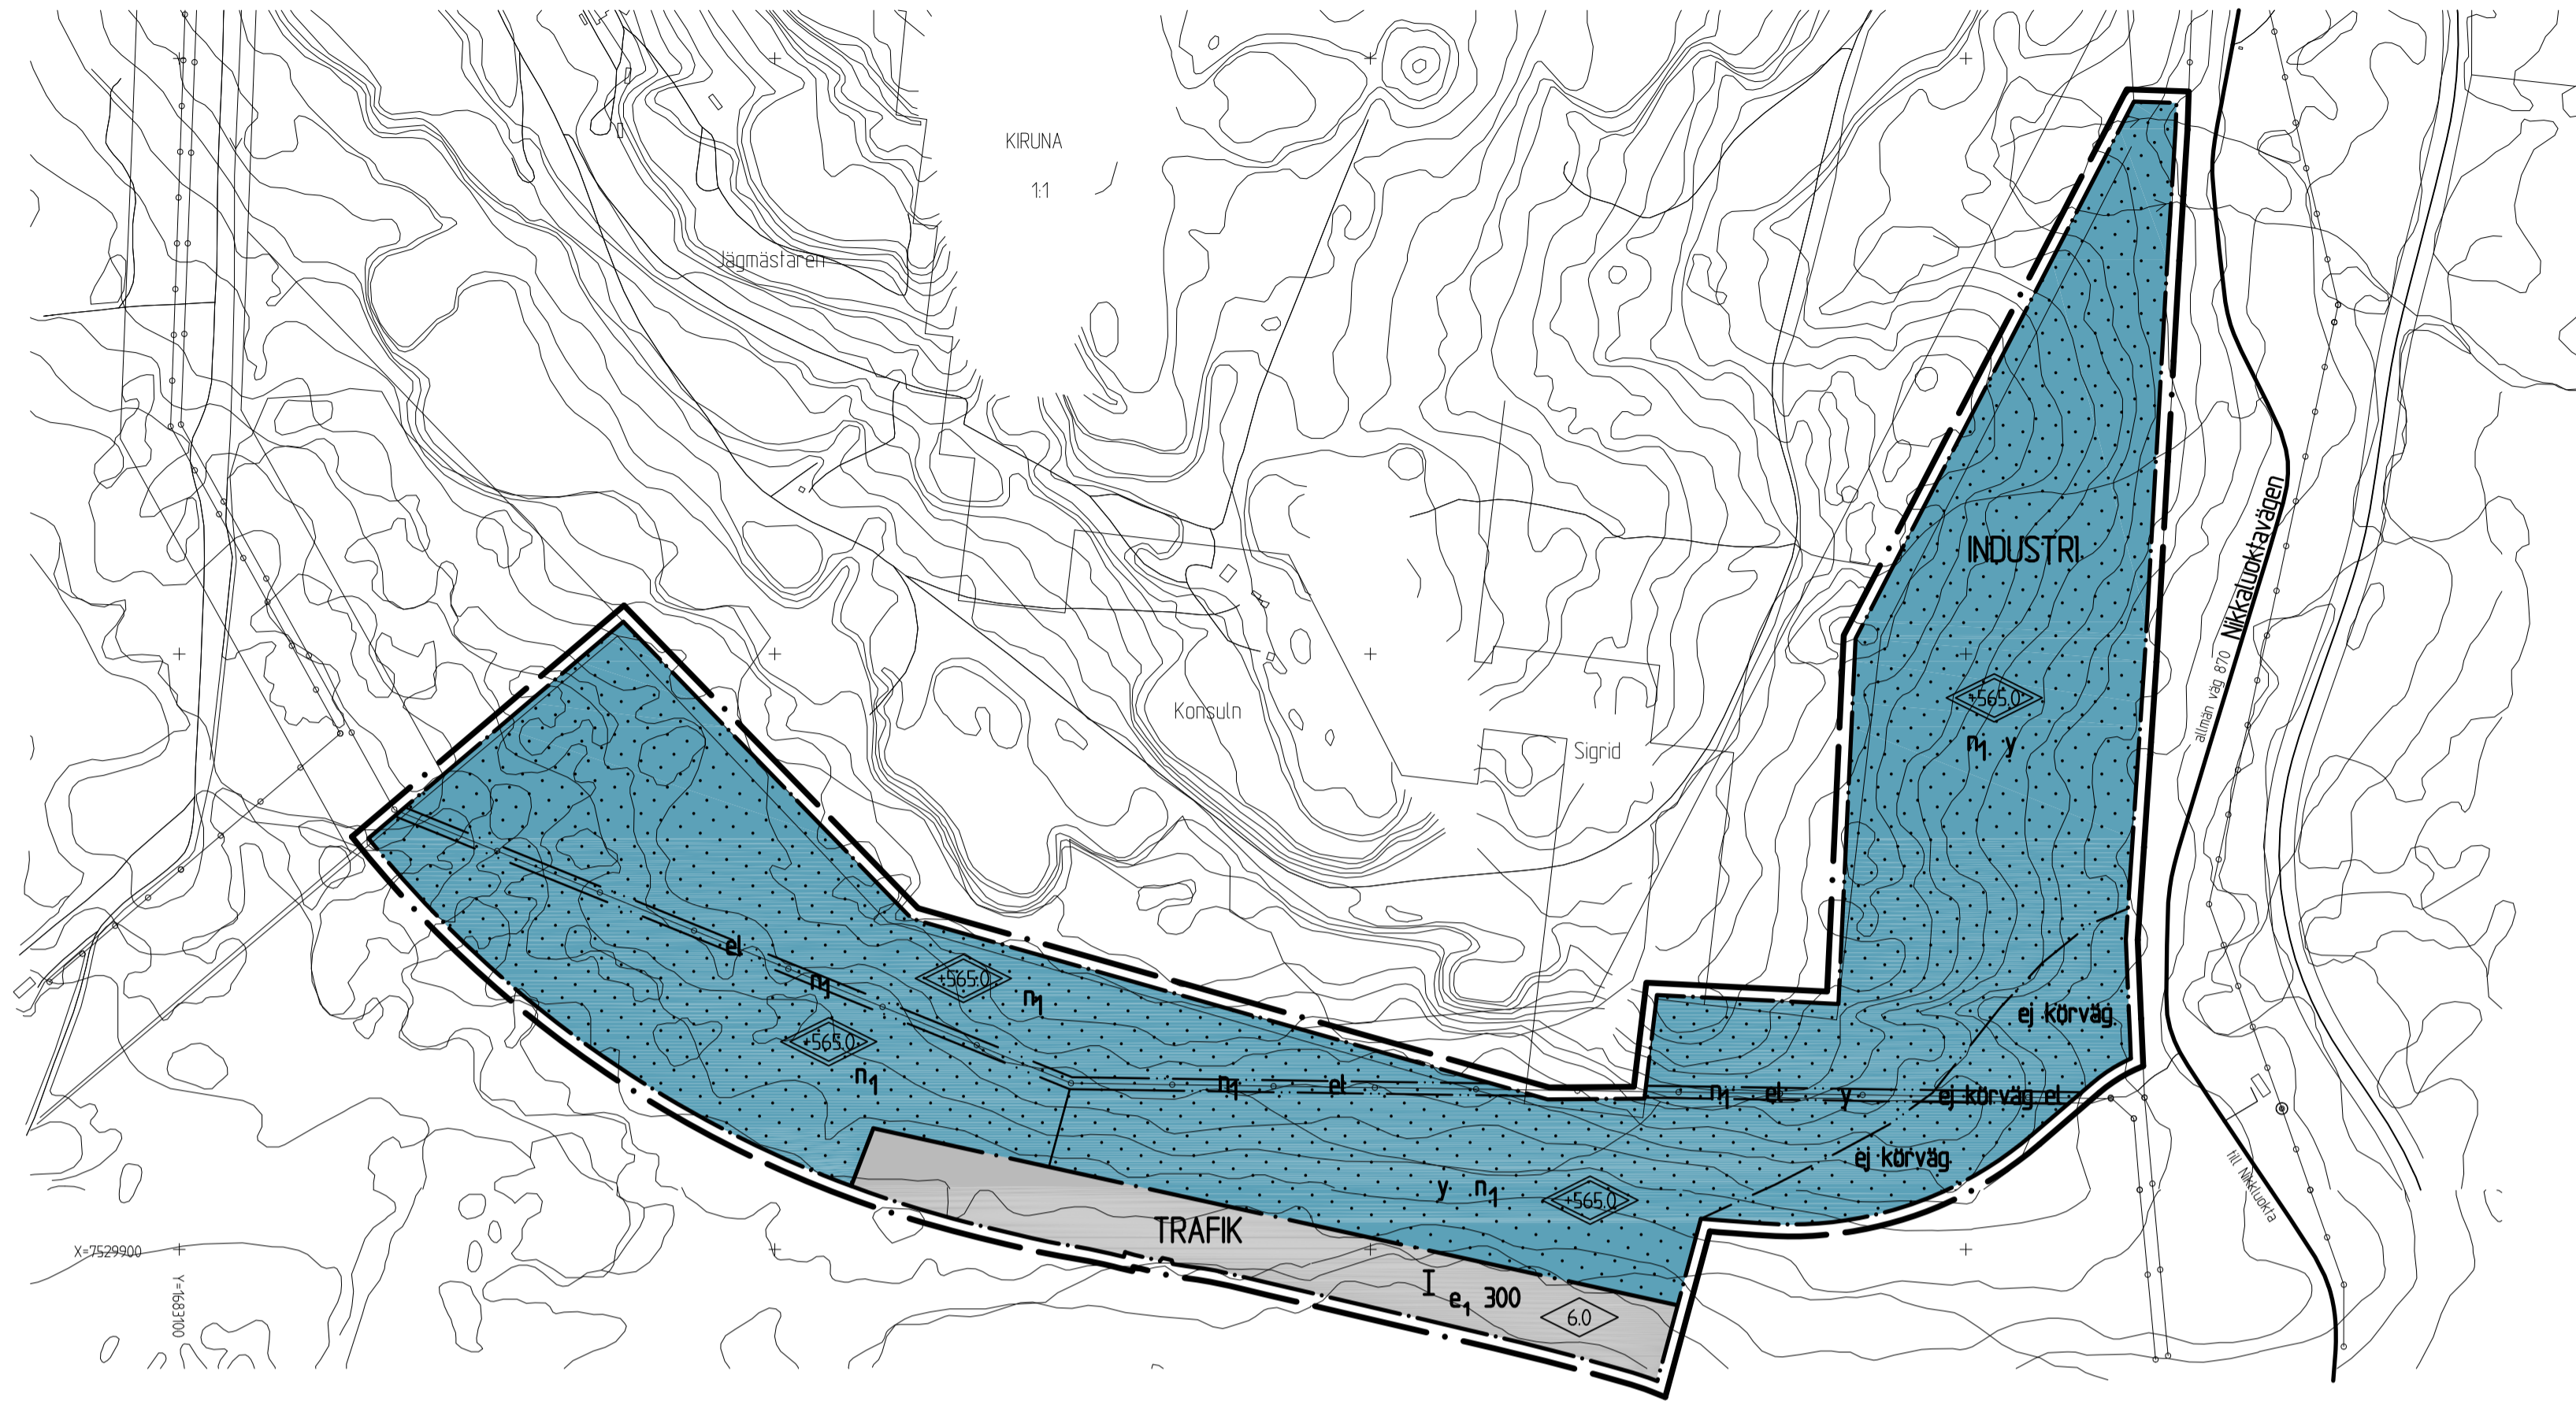 KIRUNA
1:1
Jägmästaren
INDUSTRI
allmän väg 870 Nikkaluoktavägen
+565.0
n1 y
Konsuln
Sigrid
el
n1
+565.0
n1
ej körväg
+565.0
n1
n1 el
n1 el y
ej körväg el
ej körväg
y n1
+565.0
till Nikkluokta
TRAFIK
X=7529900
Y=1683100
I
e1 300
6.0